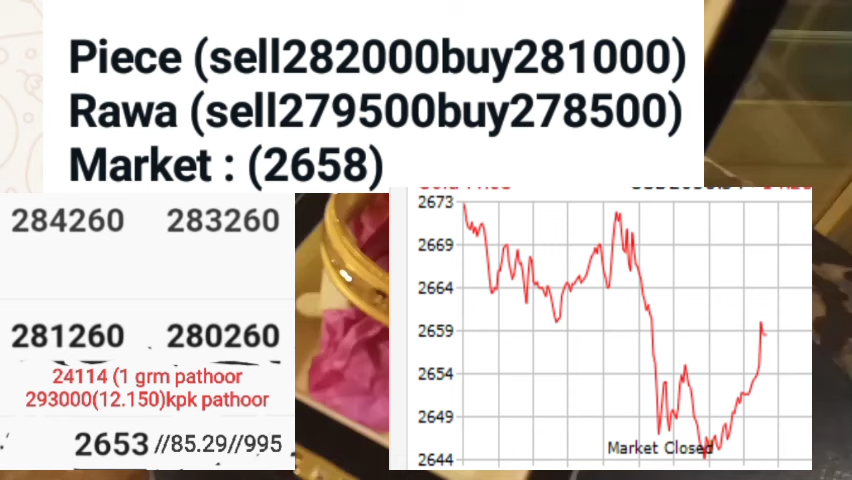 Piece (sell282000buy281000)
Rawa (sell279500buy278500)
Market : (2658)
284260 283260
281260 280260
24114 (1 grm pathoor
293000(12.150)kpk pathoor
2653 //85.29//995
2673
2669
2664
2659
2654
2649
2644
Market Closed